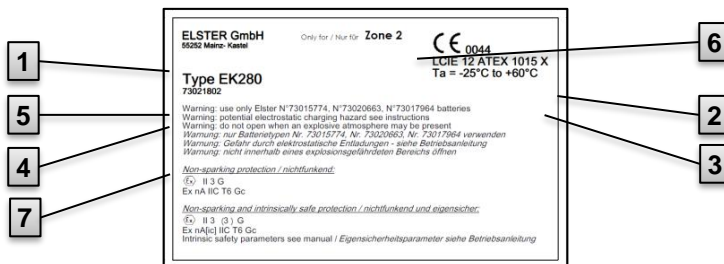 ELSTER GmbH
55252 Mainz- Kastel
Only for / Nur für Zone 2
CE 0044
LCIE 12 ATEX 1015 X
Ta = -25°C to +60°C
Type EK280
73021802
Warning: use only Elster N°73015774, N°73020663, N°73017964 batteries
Warning: potential electrostatic charging hazard see instructions
Warning: do not open when an explosive atmosphere may be present
Warnung: nur Batterietypen Nr. 73015774, Nr. 73020663, Nr. 73017964 verwenden
Warnung: Gefahr durch elektrostatische Entladungen - siehe Betriebsanleitung
Warnung: nicht innerhalb eines explosionsgefährdeten Bereichs öffnen
Non-sparking protection / nichtfunkend:
Ex II 3 G
Ex nA IIC T6 Gc
Non-sparking and intrinsically safe protection / nichtfunkend und eigensicher:
Ex II 3 (3) G
Ex nA[ic] IIC T6 Gc
Intrinsic safety parameters see manual / Eigensicherheitsparameter siehe Betriebsanleitung
1
5
4
7
6
2
3